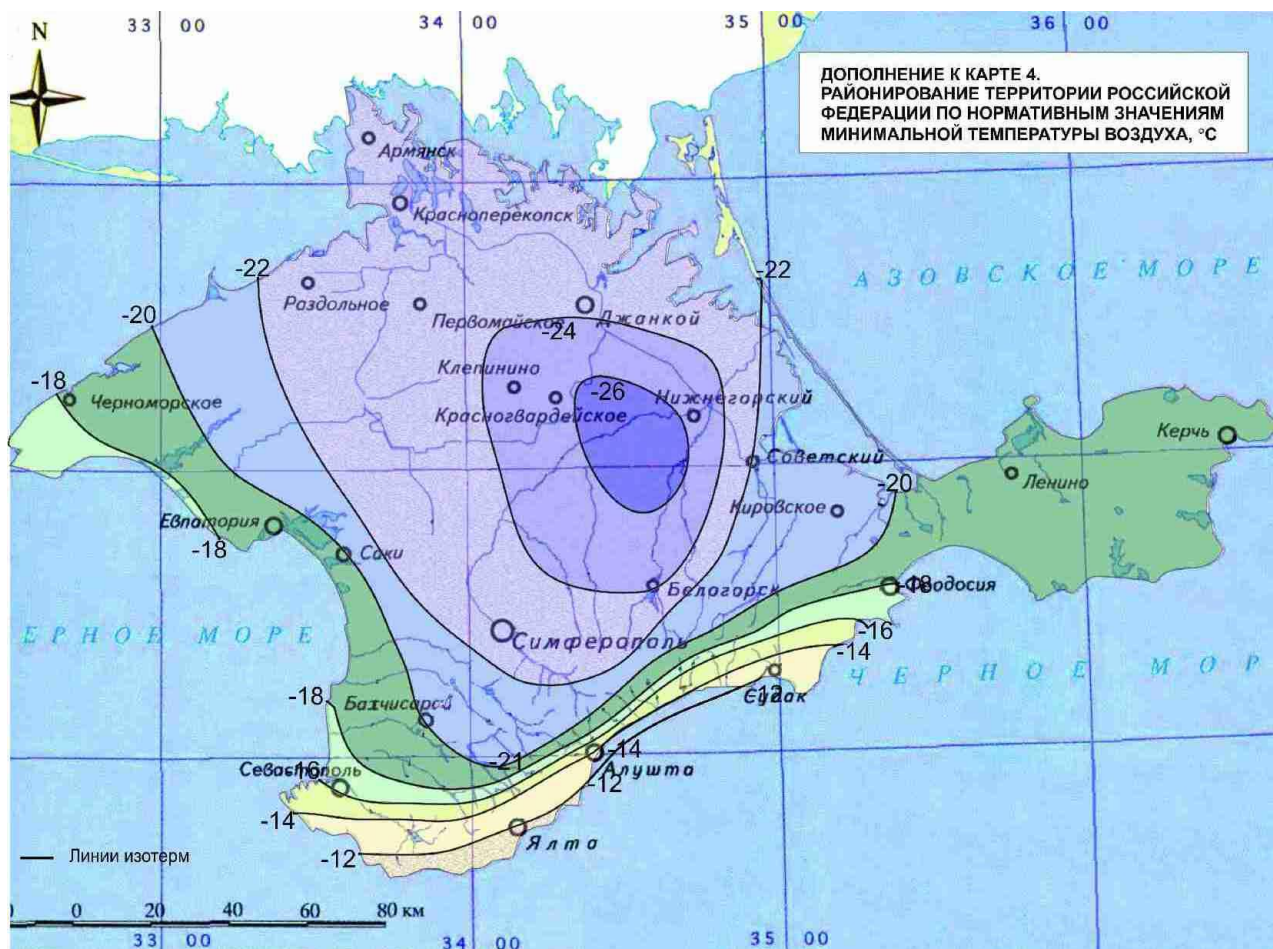 33 00
34 00
35 00
36 00
N
ДОПОЛНЕНИЕ К КАРТЕ 4.
РАЙОНИРОВАНИЕ ТЕРРИТОРИИ РОССИЙСКОЙ
ФЕДЕРАЦИИ ПО НОРМАТИВНЫМ ЗНАЧЕНИЯМ
МИНИМАЛЬНОЙ ТЕМПЕРАТУРЫ ВОЗДУХА, °С
Армянск
Красноперекопск
АЗОВСКОЕ МОРЕ
-22
-22
Раздольное
Первомайское
Джанкой
-20
-24
Клепинино
-18
-26
Нижнегорский
Черноморское
Красногвардейское
Керчь
Советский
Ленино
-20
Кировское
Евпатория
-18
Саки
Белогорск
-18
Феодосия
ЕРНОЕ МОРЕ
Симферополь
-16
-14
ЧЕРНОЕ МОР
-18
-12
Судак
Бахчисарай
-14
-21
Алушта
Севастополь
-16
-12
-14
Ялта
-12
Линии изотерм
0 20 40 60 80 км
33 00
34 00
35 00